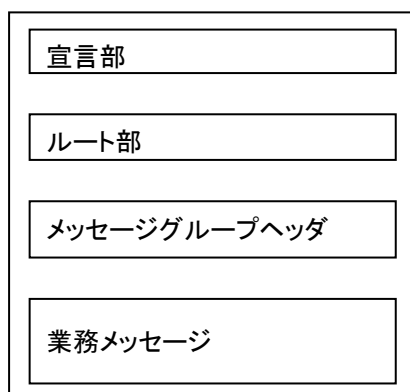 宣言部
ルート部
メッセージグループヘッダ
業務メッセージ